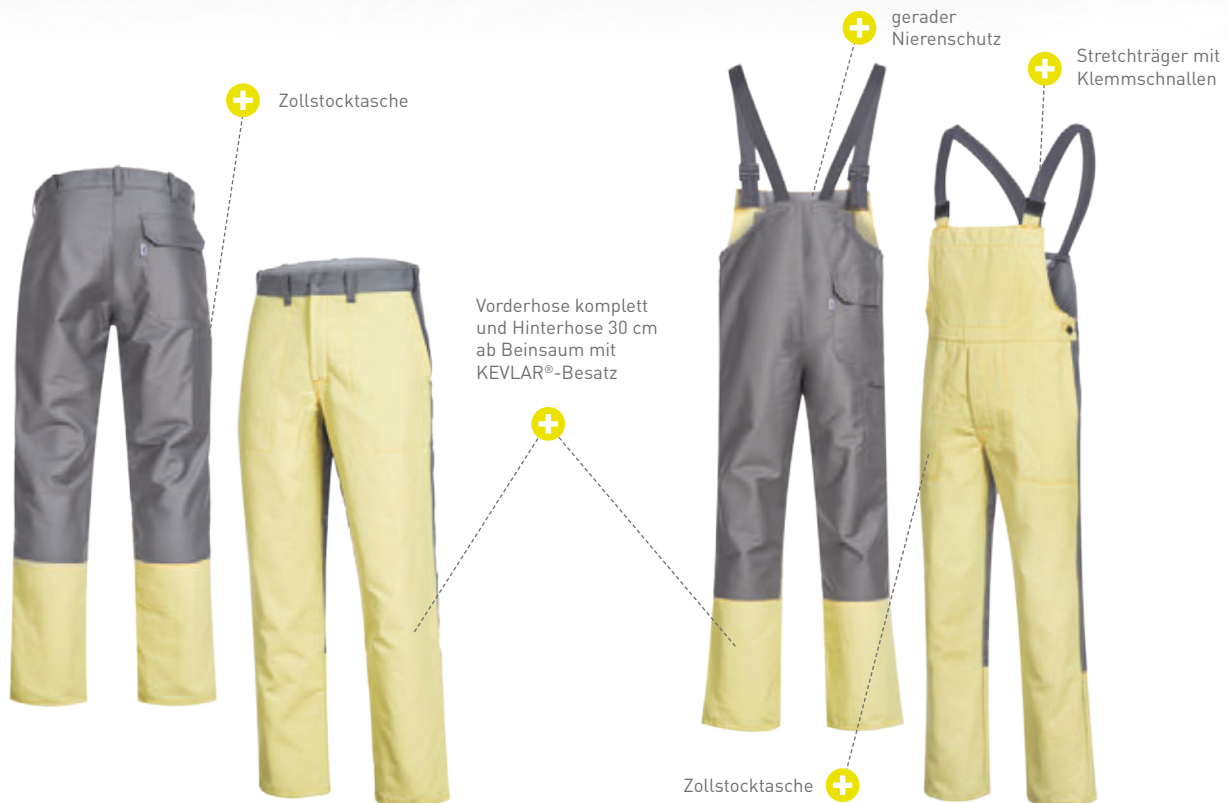 gerader
Nierenschutz
Stretchträger mit
Klemmschnallen
Zollstocktasche
Vorderhose komplett
und Hinterhose 30 cm
ab Beinsaum mit
KEVLAR®-Besatz
Zollstocktasche